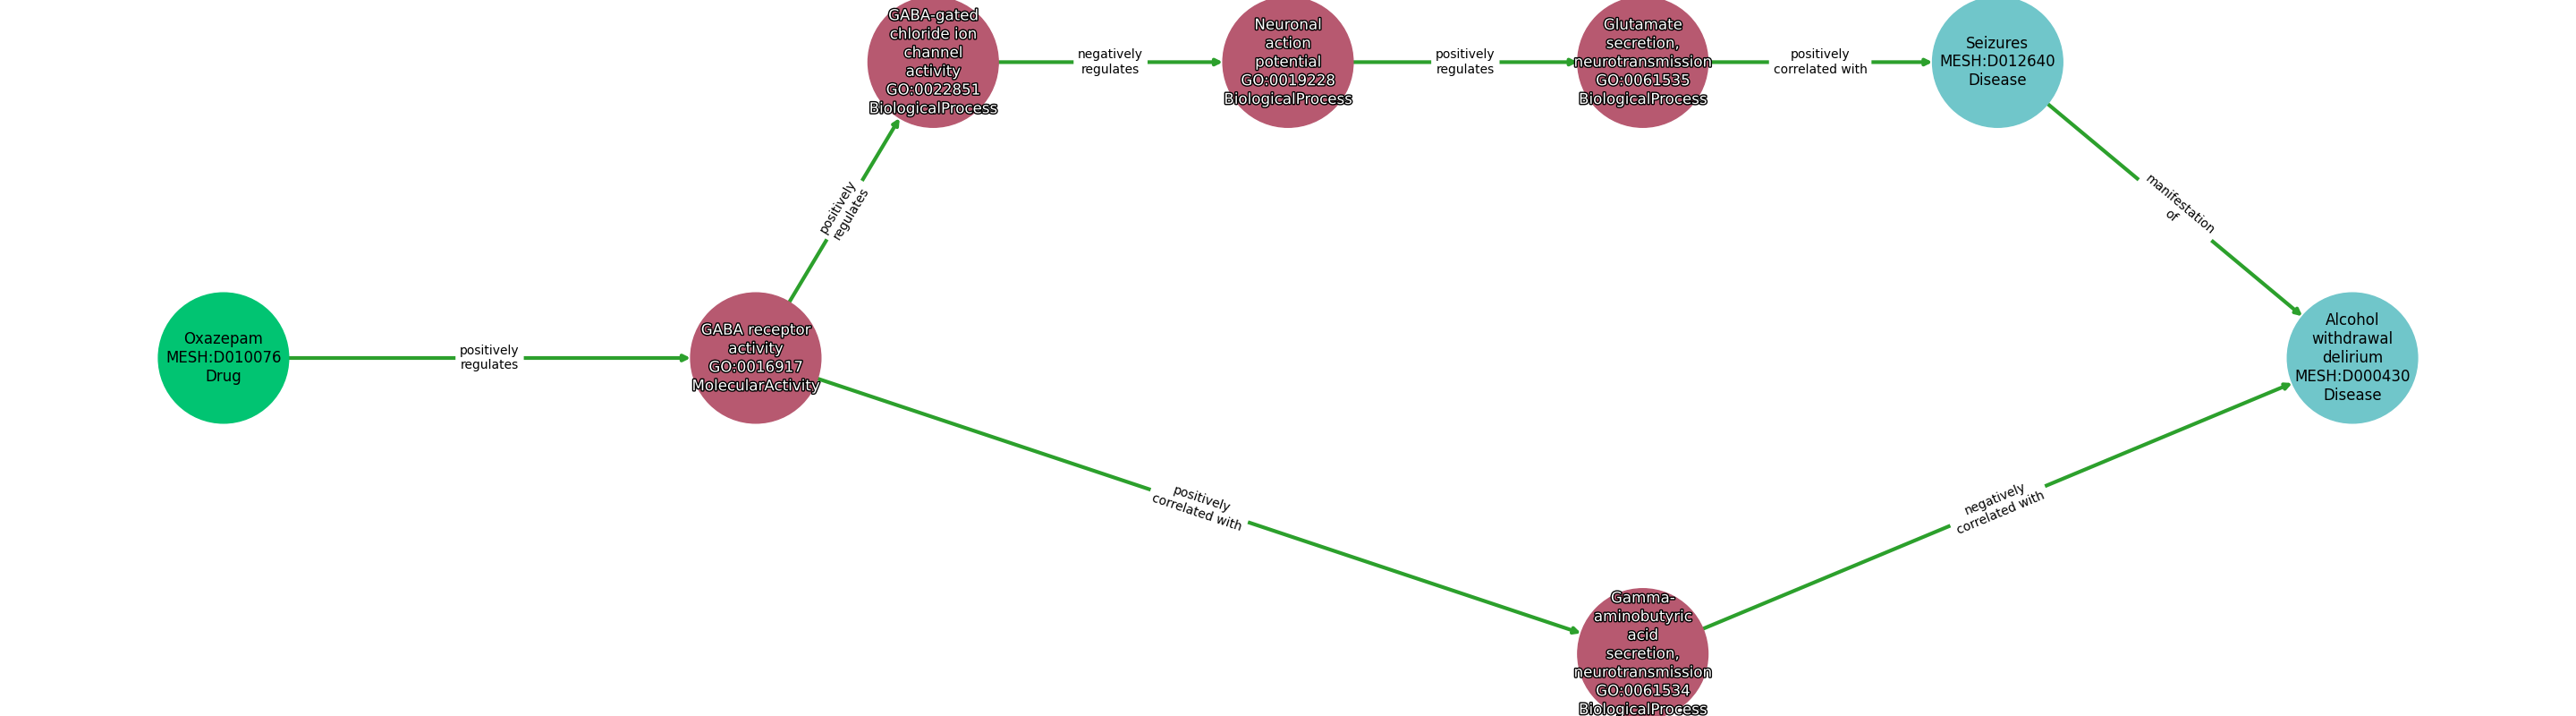 GABA-gated
chloride ion
channel
activity
GO:0022851
BiologicalProcess
negatively
regulates
Neuronal
action
potential
GO:0019228
BiologicalProcess
positively
regulates
Glutamate
secretion,
neurotransmission
GO:0061535
BiologicalProcess
positively
correlated with
Seizures
MESH:D012640
Disease
positively
regulates
manifestation
of
Oxazepam
MESH:D010076
Drug
positively
regulates
GABA receptor
activity
GO:0016917
MolecularActivity
Alcohol
withdrawal
delirium
MESH:D000430
Disease
positively
correlated with
negatively
correlated with
Gamma-
aminobutyric
acid
secretion,
neurotransmission
GO:0061534
BiologicalProcess